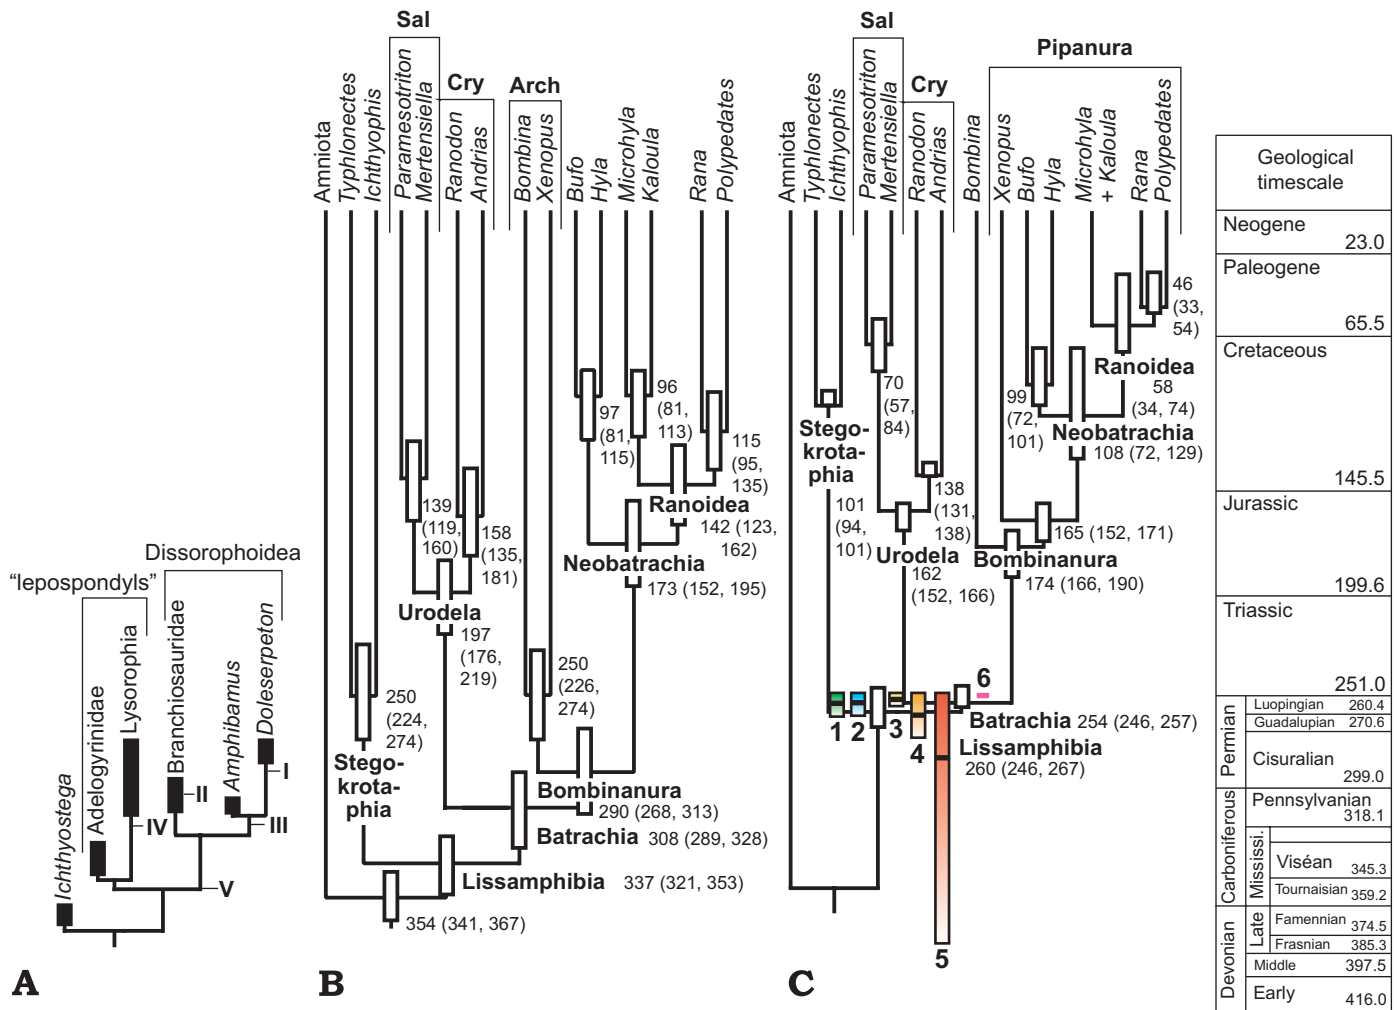 Dissorophoidea
“lepospondyls”
Ichthyostega
Adelogyrinidae
Lysorophia
Branchiosauridae
Amphibamus
Doleserpeton
I
II
III
IV
V
A
Sal
Cry
Arch
Amniota
Typhlonectes
Ichthyophis
Paramesotriton
Mertensiella
Ranodon
Andrias
Bombina
Xenopus
Bufo
Hyla
Microhyla
Kaloula
Rana
Polypedates
97
(81,
115)
96
(81,
113)
115
(95,
135)
139
(119,
160)
158
(135,
181)
Ranoidea
142 (123,
162)
Neobatrachia
173 (152, 195)
Urodela
197
(176,
219)
250
(224,
274)
250
(226,
274)
Stego-
krota-
phia
Bombinanura
290 (268, 313)
Batrachia 308 (289, 328)
Lissamphibia 337 (321, 353)
354 (341, 367)
B
Sal
Cry
Pipanura
Amniota
Typhlonectes
Ichthyophis
Paramesotriton
Mertensiella
Ranodon
Andrias
Bombina
Xenopus
Bufo
Hyla
Microhyla
+ Kaloula
Rana
Polypedates
46
(33,
54)
Ranoidea
58
(34, 74)
70
(57,
84)
99
(72,
101)
Neobatrachia
108 (72, 129)
Stego-
krota-
phia
101
(94,
101)
138
(131,
138)
165 (152, 171)
Urodela
162
(152, 166)
Bombinanura
174 (166, 190)
1
2
3
4
5
6
Batrachia 254 (246, 257)
Lissamphibia
260 (246, 267)
C
Geological
timescale
Neogene
23.0
Paleogene
65.5
Cretaceous
145.5
Jurassic
199.6
Triassic
251.0
Permian
Luopingian 260.4
Guadalupian 270.6
Cisuralian
299.0
Carboniferous
Pennsylvanian
318.1
Mississi.
Viséan 345.3
Tournaisian 359.2
Devonian
Late
Famennian 374.5
Frasnian 385.3
Middle 397.5
Early 416.0